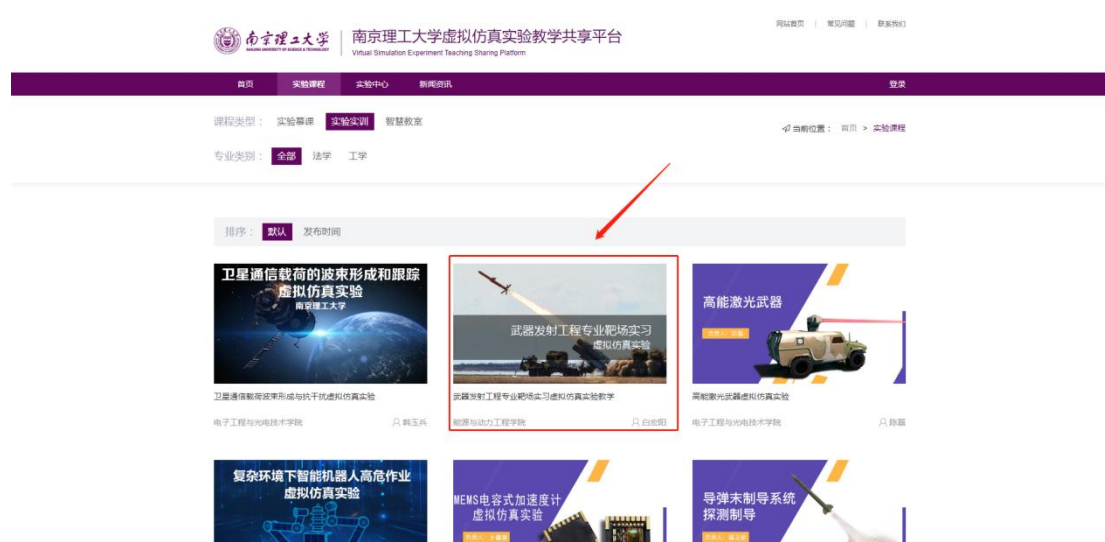 网站首页 | 常见问题 | 联系我们
南京理工大学
南京理工大学虚拟仿真实验教学共享平台
NANJING UNIVERSITY OF SCIENCE & TECHNOLOGY
Virtual Simulation Experiment Teaching Sharing Platform
首页 实验课程 实验中心 新闻资讯 登录
课程类型： 实验慕课 实验实训 智慧教室
当前位置： 首页 > 实验课程
专业类别： 全部 法学 工学
排序： 默认 发布时间
卫星通信载荷的波束形成和跟踪
虚拟仿真实验
南京理工大学
武器发射工程专业靶场实习
虚拟仿真实验
高能激光武器
卫星通信载荷波束形成与抗干扰虚拟仿真实验
武器发射工程专业靶场实习虚拟仿真实验教学
高能激光武器虚拟仿真实验
电子工程与光电技术学院 韩玉兵
能源与动力工程学院 白宏阳
电子工程与光电技术学院
复杂环境下智能机器人高危作业
虚拟仿真实验
MEMS电容式加速度计
虚拟仿真实验
导弹末制导系统
探测制导